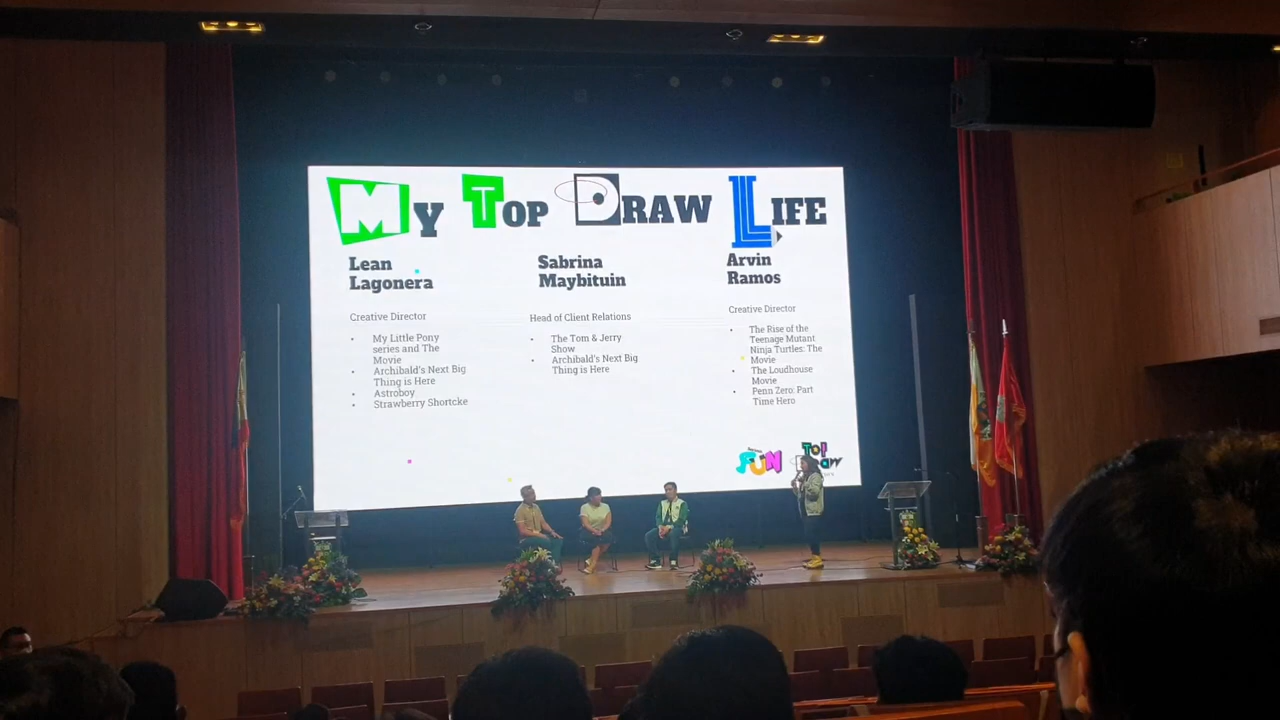 My Top Draw Life
Lean
Lagonera
Creative Director
• My Little Pony
series and The
Movie
• Archibald's Next Big
Thing is Here
• Astroboy
• Strawberry Shortcke
Sabrina
Maybituin
Head of Client Relations
• The Tom & Jerry
Show
• Archibald's Next Big
Thing is Here
Arvin
Ramos
Creative Director
• The Rise of the
Teenage Mutant
Ninja Turtles: The
Movie
• The Loudhouse
Movie
• Penn Zero: Part
Time Hero
FUN
Top
Draw